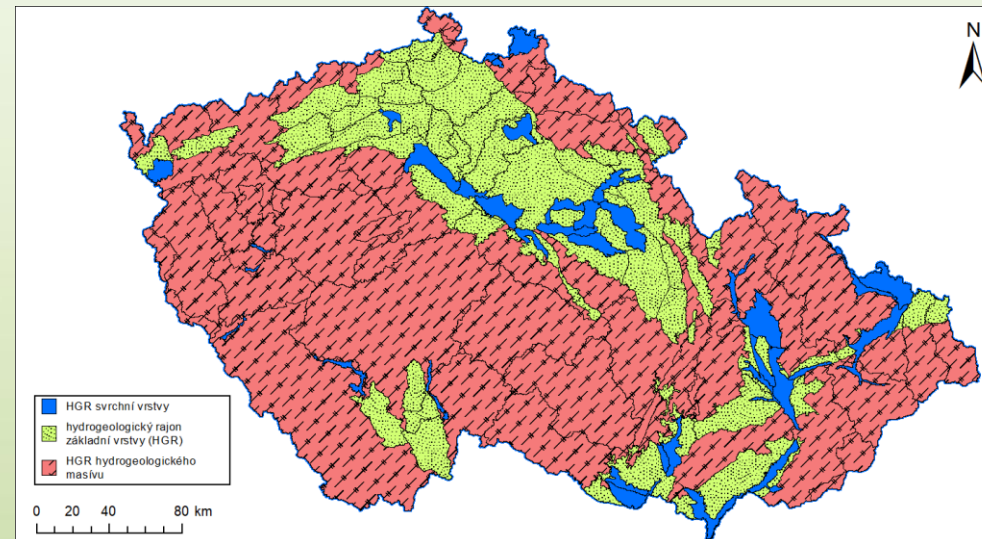 N
HGR svrchní vrstvy
hydrogeologický rajon
základní vrstvy (HGR)
HGR hydrogeologického
masívu
0 20 40 80 km